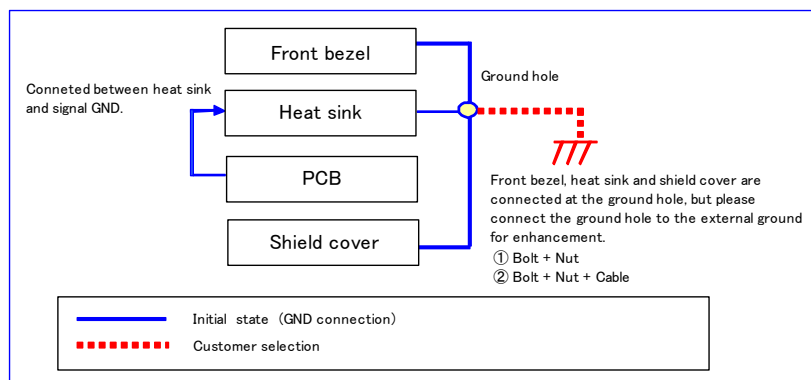 Front bezel
Ground hole
Conneted between heat sink
and signal GND.
Heat sink
PCB
Front bezel, heat sink and shield cover are
connected at the ground hole, but please
connect the ground hole to the external ground
for enhancement.
① Bolt + Nut
② Bolt + Nut + Cable
Shield cover
Initial state (GND connection)
Customer selection